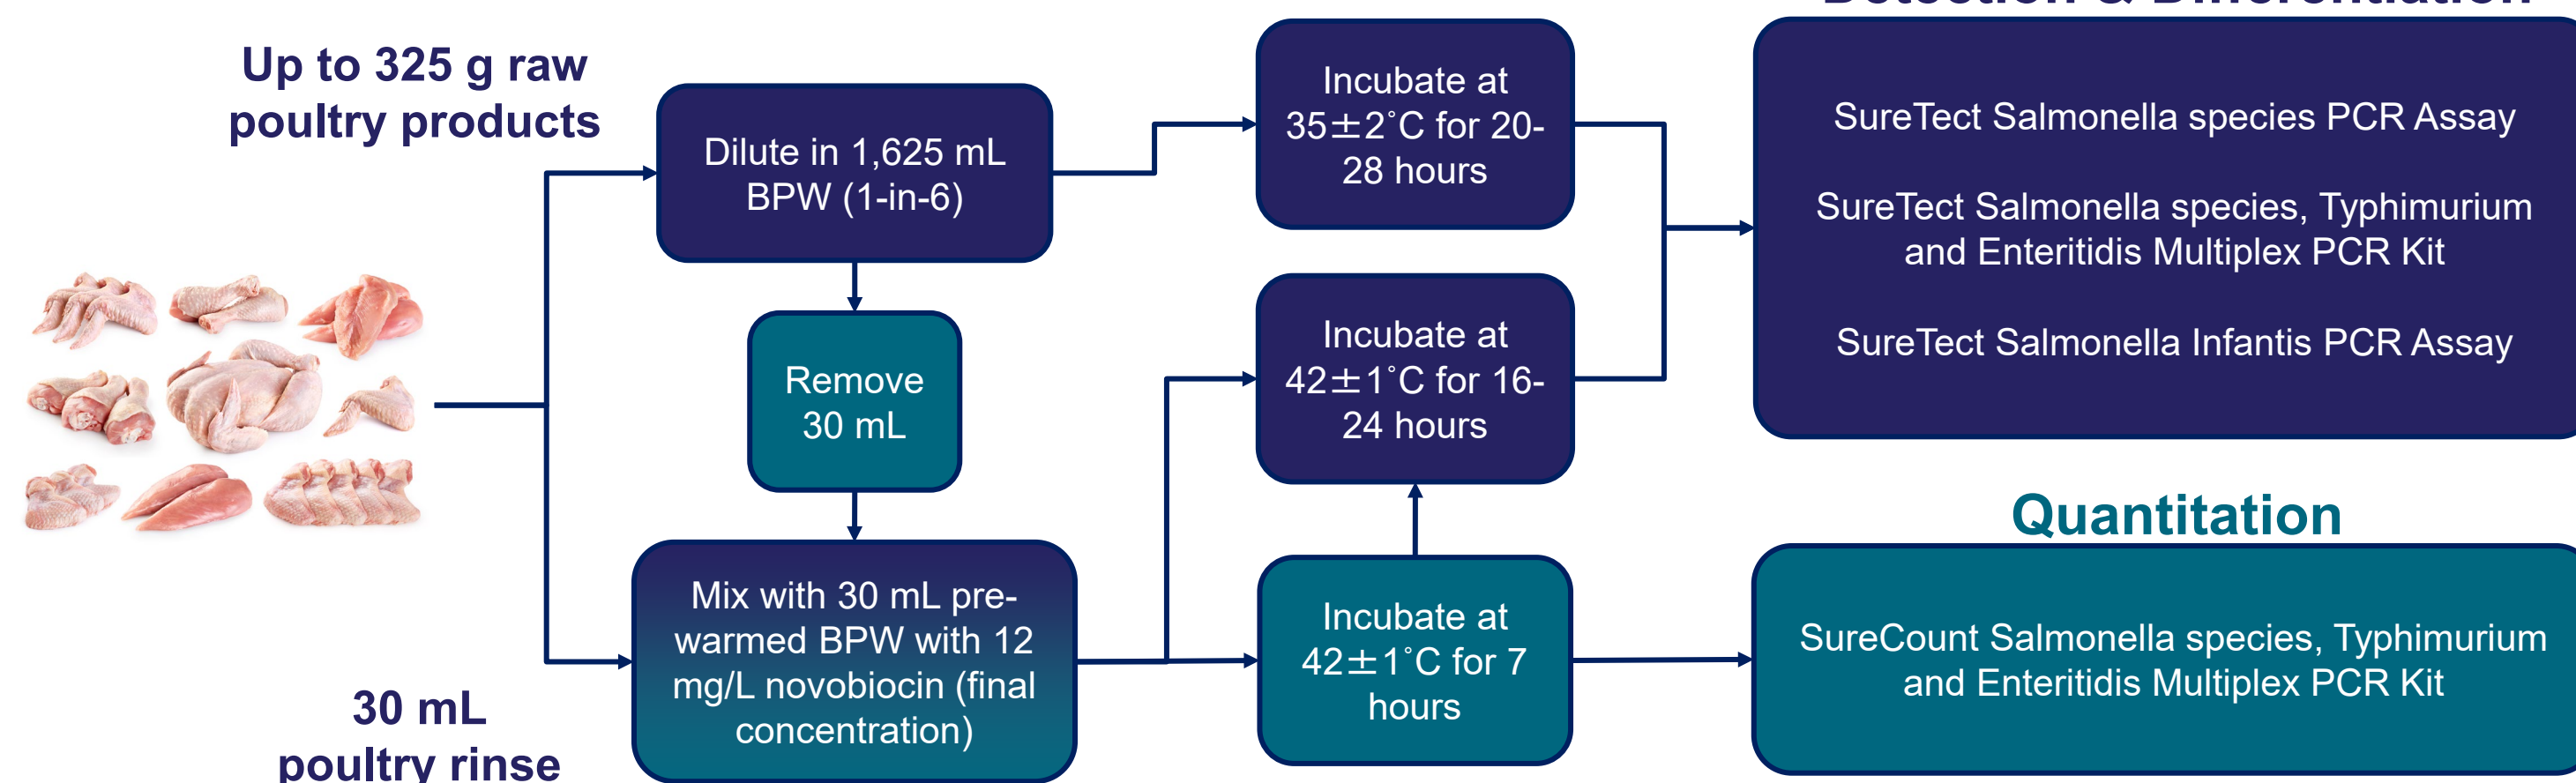 Detection & Differentiation
Up to 325 g raw
poultry products
Dilute in 1,625 mL
BPW (1-in-6)
Incubate at
35±2˚C for 20-
28 hours
SureTect Salmonella species PCR Assay
SureTect Salmonella species, Typhimurium
and Enteritidis Multiplex PCR Kit
SureTect Salmonella Infantis PCR Assay
Remove
30 mL
Incubate at
42±1˚C for 16-
24 hours
Quantitation
Mix with 30 mL pre-
warmed BPW with 12
mg/L novobiocin (final
concentration)
Incubate at
42±1˚C for 7
hours
SureCount Salmonella species, Typhimurium
and Enteritidis Multiplex PCR Kit
30 mL
poultry rinse